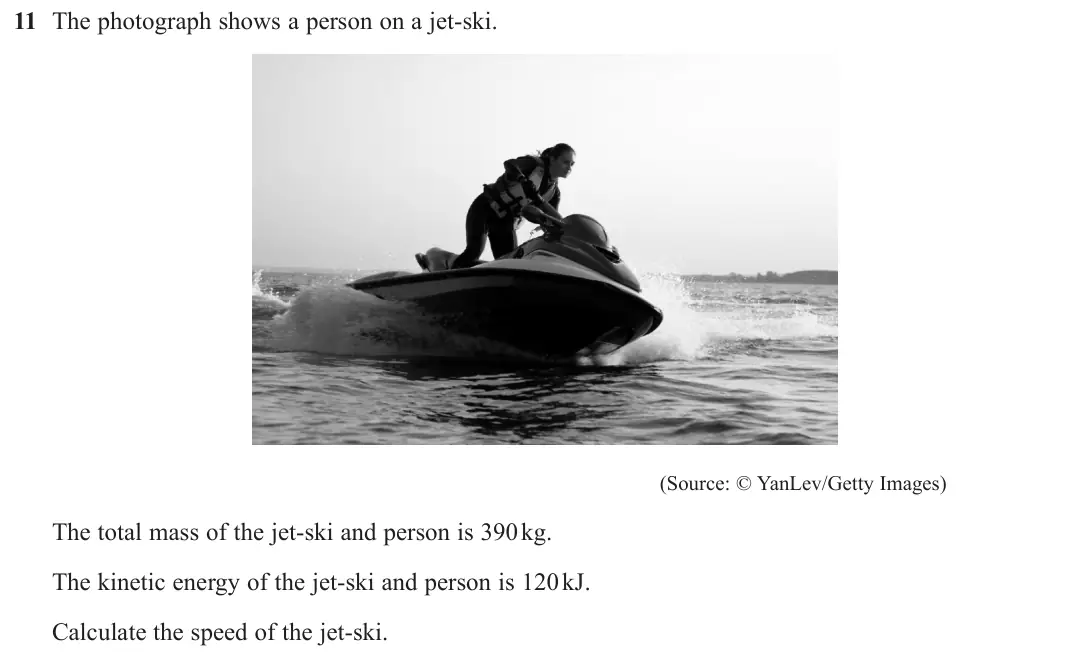 11 The photograph shows a person on a jet-ski.
(Source: © YanLev/Getty Images)
The total mass of the jet-ski and person is 390 kg.
The kinetic energy of the jet-ski and person is 120 kJ.
Calculate the speed of the jet-ski.